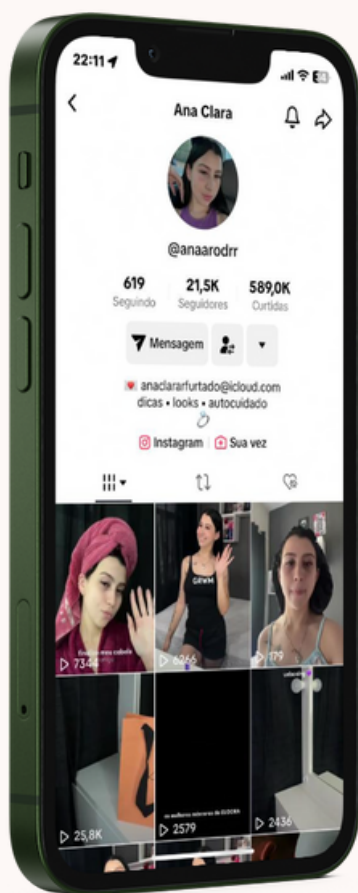 22:11
Ana Clara
@anaarodrr
619 21,5K 589,0K
Seguindo Seguidores Curtidas
Mensagem
anaclararfurtado@icloud.com
dicas • looks • autocuidado
Instagram Sua vez
GRWM
7344 6266 179
25,8K 2579 2436